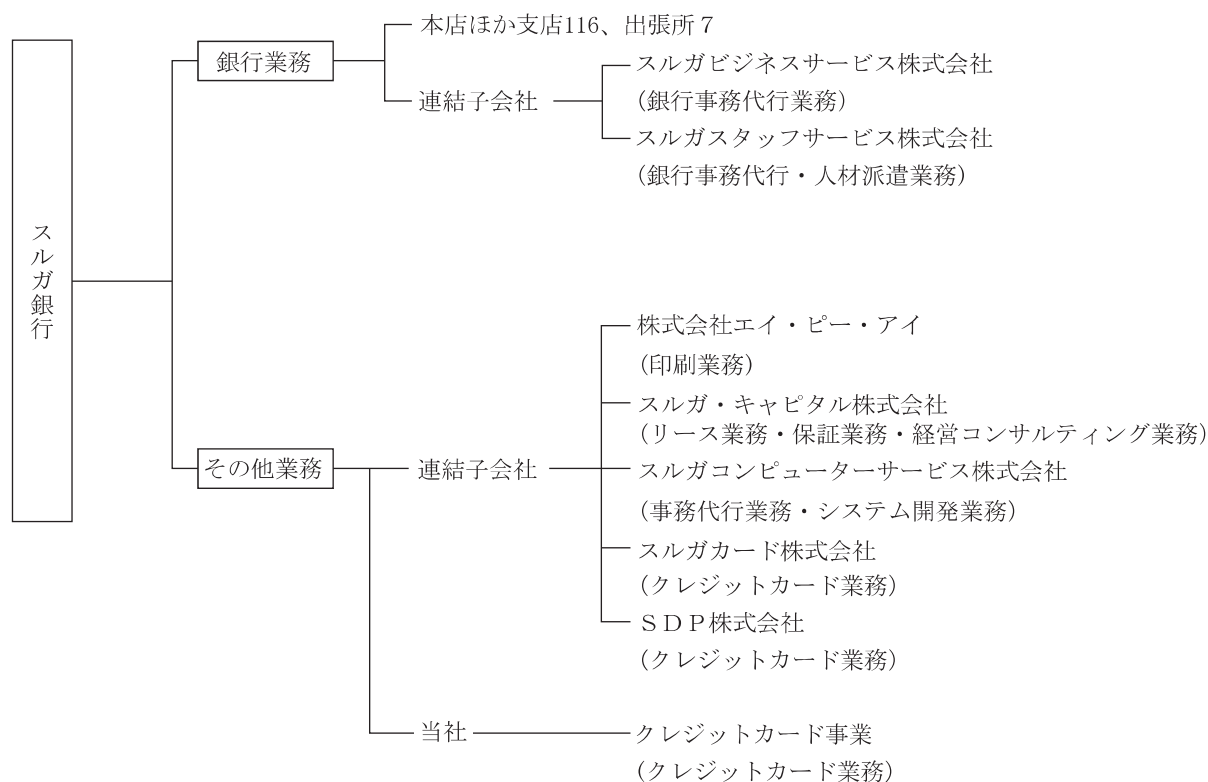 スルガ銀行
銀行業務
本店ほか支店116、出張所７
連結子会社
スルガビジネスサービス株式会社
(銀行事務代行業務)
スルガスタッフサービス株式会社
(銀行事務代行・人材派遣業務)
その他業務
連結子会社
株式会社エイ・ピー・アイ
(印刷業務)
スルガ・キャピタル株式会社
(リース業務・保証業務・経営コンサルティング業務)
スルガコンピューターサービス株式会社
(事務代行業務・システム開発業務)
スルガカード株式会社
(クレジットカード業務)
ＳＤＰ株式会社
(クレジットカード業務)
当社
クレジットカード事業
(クレジットカード業務)